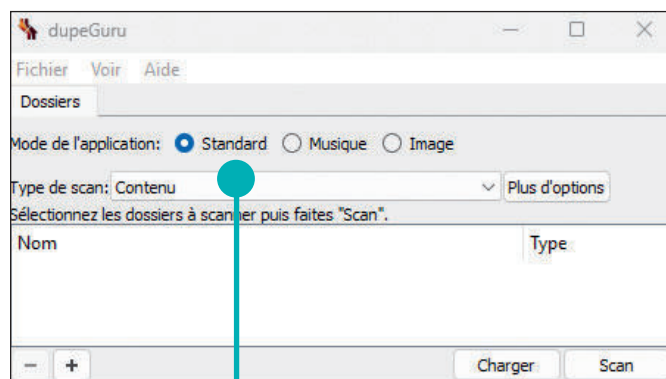 dupeGuru
Fichier Voir Aide
Dossiers
Mode de l'application: Standard Musique Image
Type de scan: Contenu Plus d'options
Sélectionnez les dossiers à scanner puis faites "Scan".
Nom Type
Charger Scan